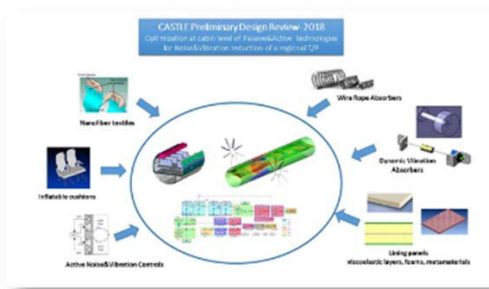 CASTLE Preliminary Design Review-2018
Optimization at cabin level of Passive&Active technologies
for Noise&Vibration reduction of a regional T/P
Nanofiber textiles
Wire Rope Absorbers
Inflatable cushions
Dynamic Vibration
Absorbers
Active Noise&Vibration Controls
Lining panels
viscoelastic layers, foams, metamaterials